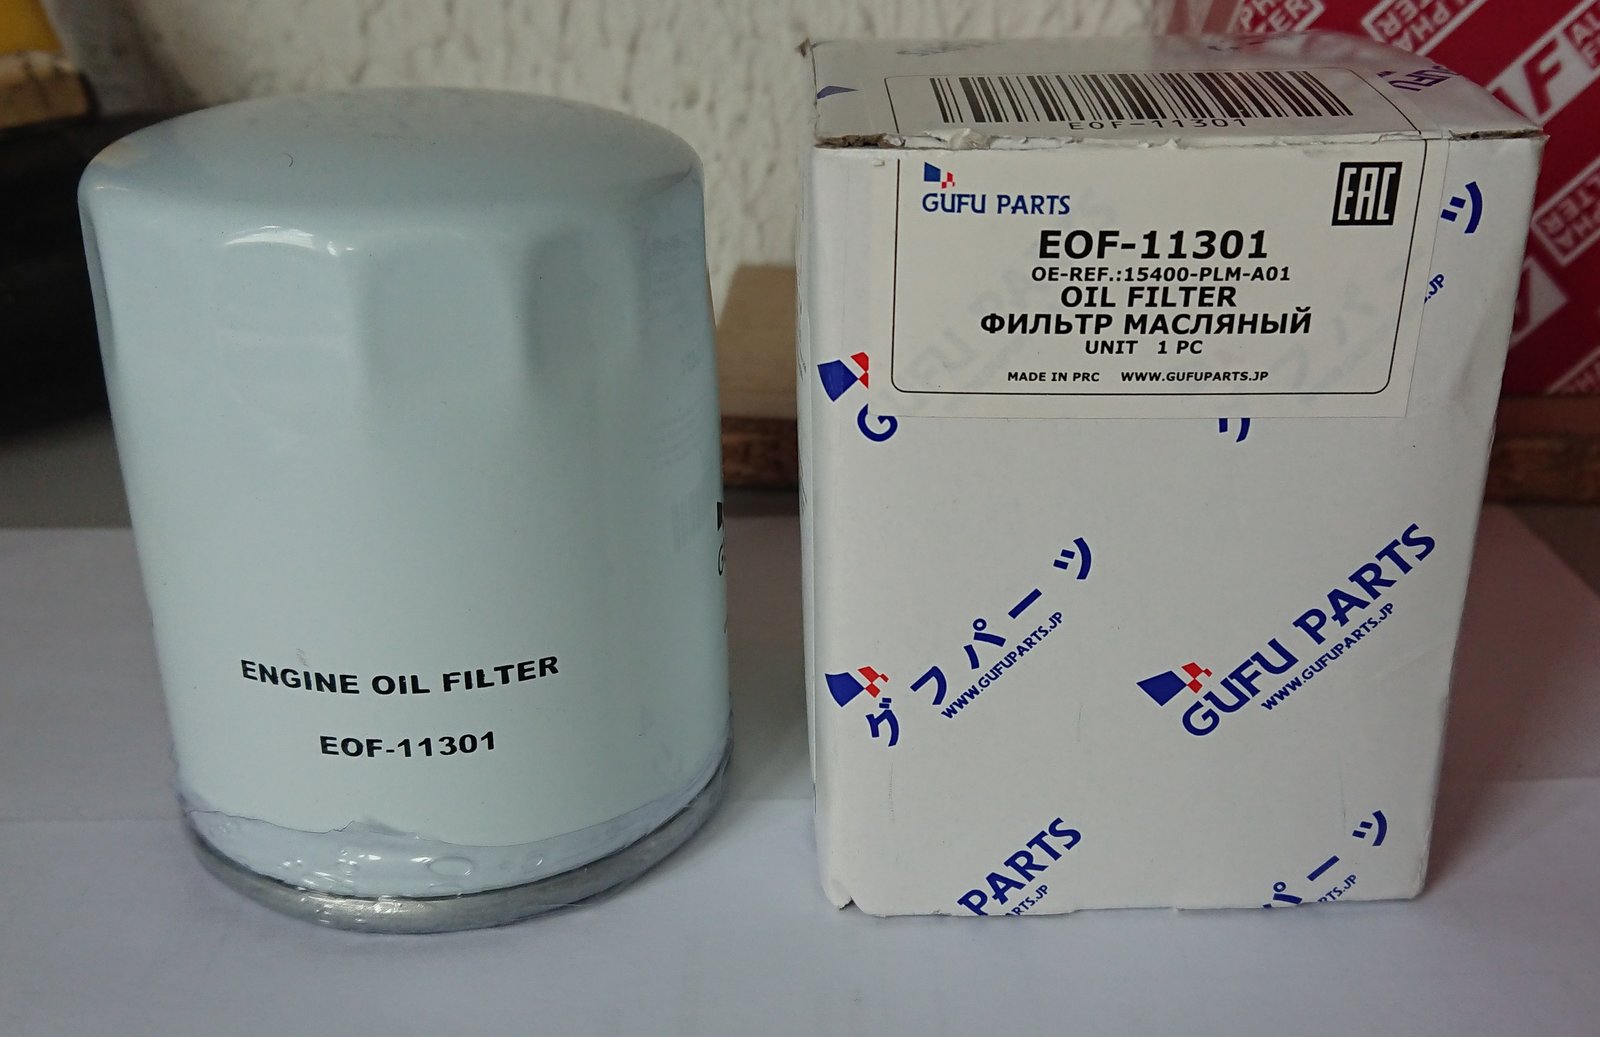 ENGINE OIL FILTER
EOF-11301
EOF-11301
GUFU PARTS
EAC
EOF-11301
OE-REF.:15400-PLM-A01
OIL FILTER
ФИЛЬТР МАСЛЯНЫЙ
UNIT 1 PC
MADE IN PRC WWW.GUFUPARTS.JP
グフパーツ
WWW.GUFUPARTS.JP
GUFU PARTS
WWW.GUFUPARTS.JP
PARTS
パーツ